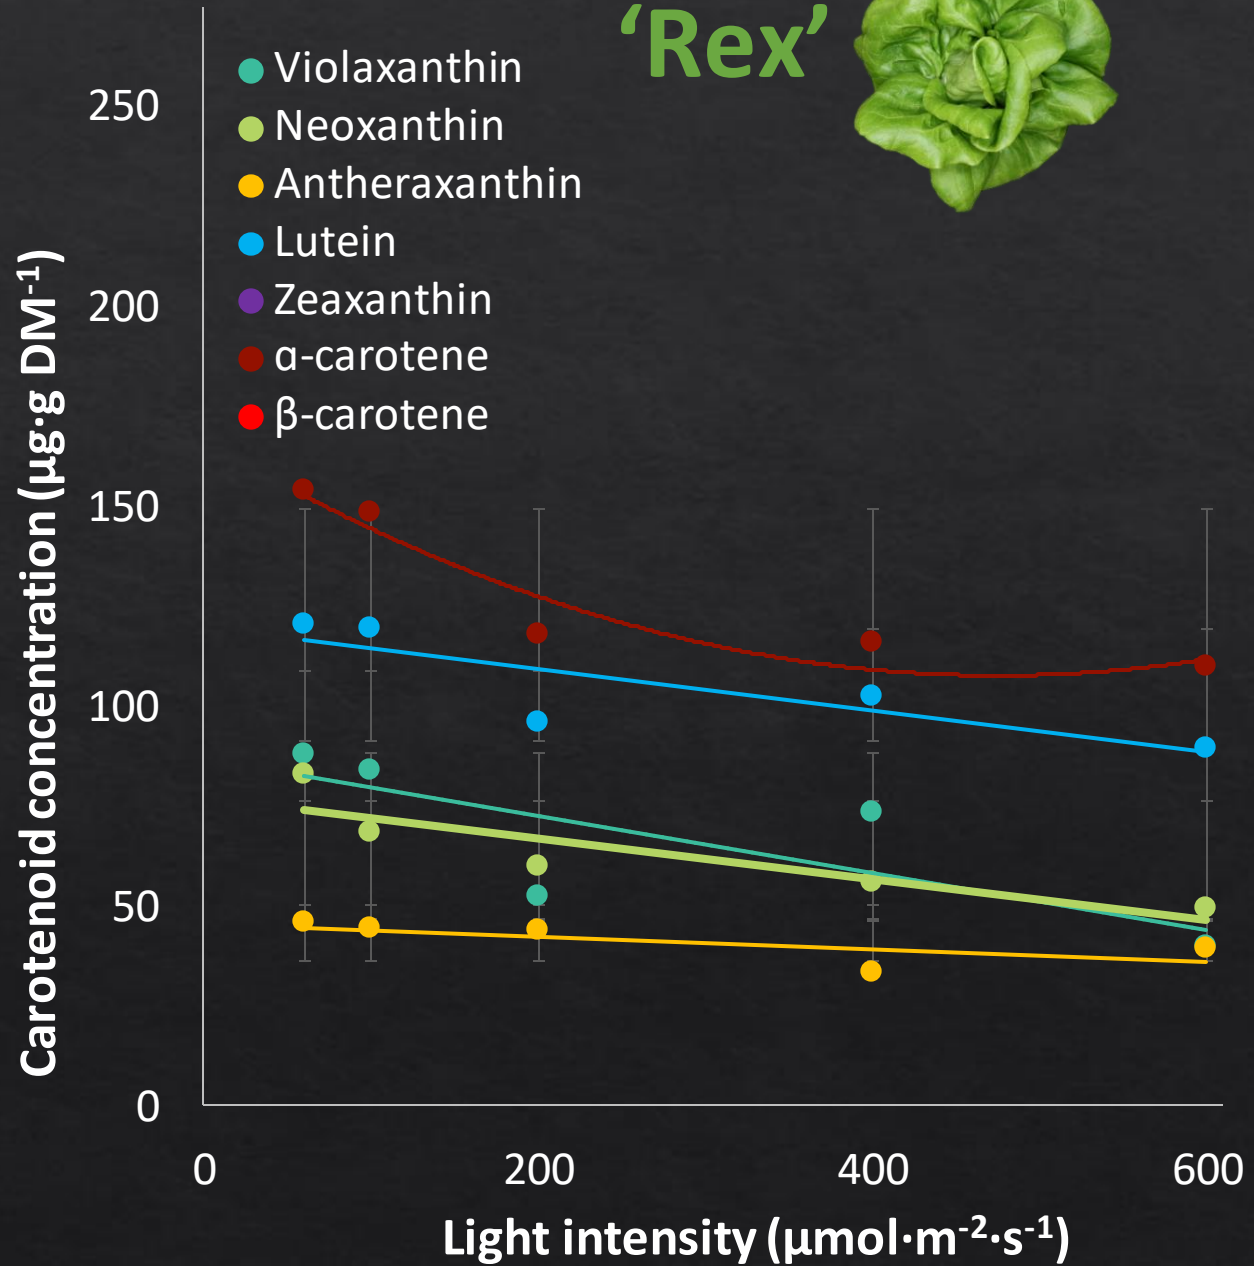 ‘Rex’
Violaxanthin
Neoxanthin
Antheraxanthin
Lutein
Zeaxanthin
α-carotene
β-carotene
250
200
150
100
50
0
Carotenoid concentration (µg·g DM⁻¹)
0 200 400 600
Light intensity (µmol·m⁻²·s⁻¹)